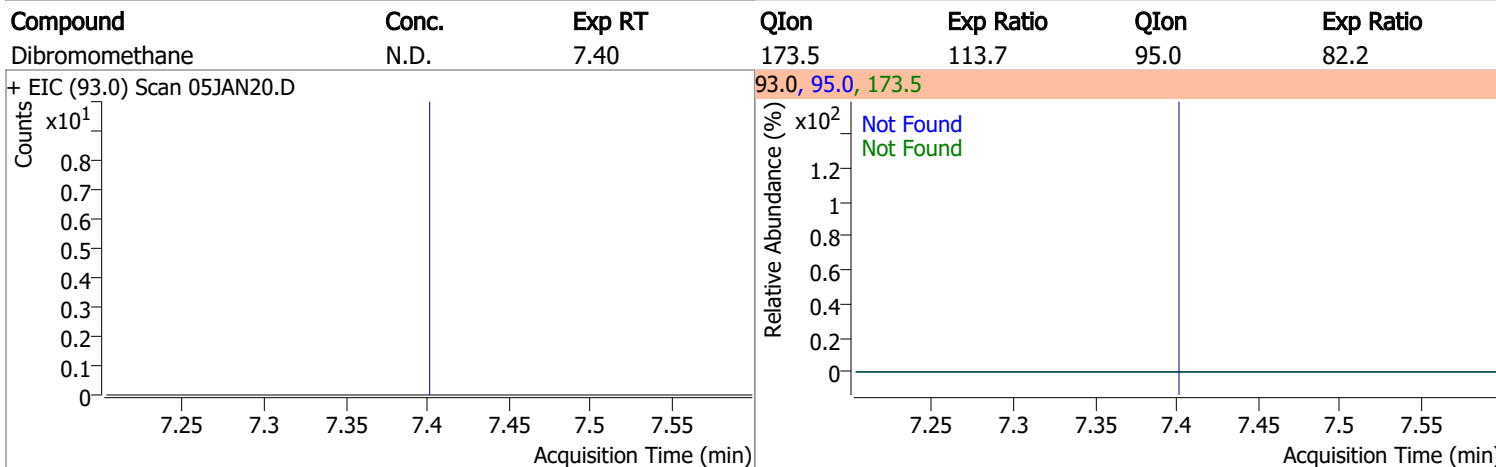 Compound Conc. Exp RT QIon Exp Ratio QIon Exp Ratio
Dibromomethane N.D. 7.40 173.5 113.7 95.0 82.2
+ EIC (93.0) Scan 05JAN20.D
Counts
x10¹
0.8
0.7
0.6
0.5
0.4
0.3
0.2
0.1
0
7.25 7.3 7.35 7.4 7.45 7.5 7.55
Acquisition Time (min)
93.0, 95.0, 173.5
Relative Abundance (%)
x10²
Not Found
Not Found
1.2
1
0.8
0.6
0.4
0.2
0
7.25 7.3 7.35 7.4 7.45 7.5 7.55
Acquisition Time (min)